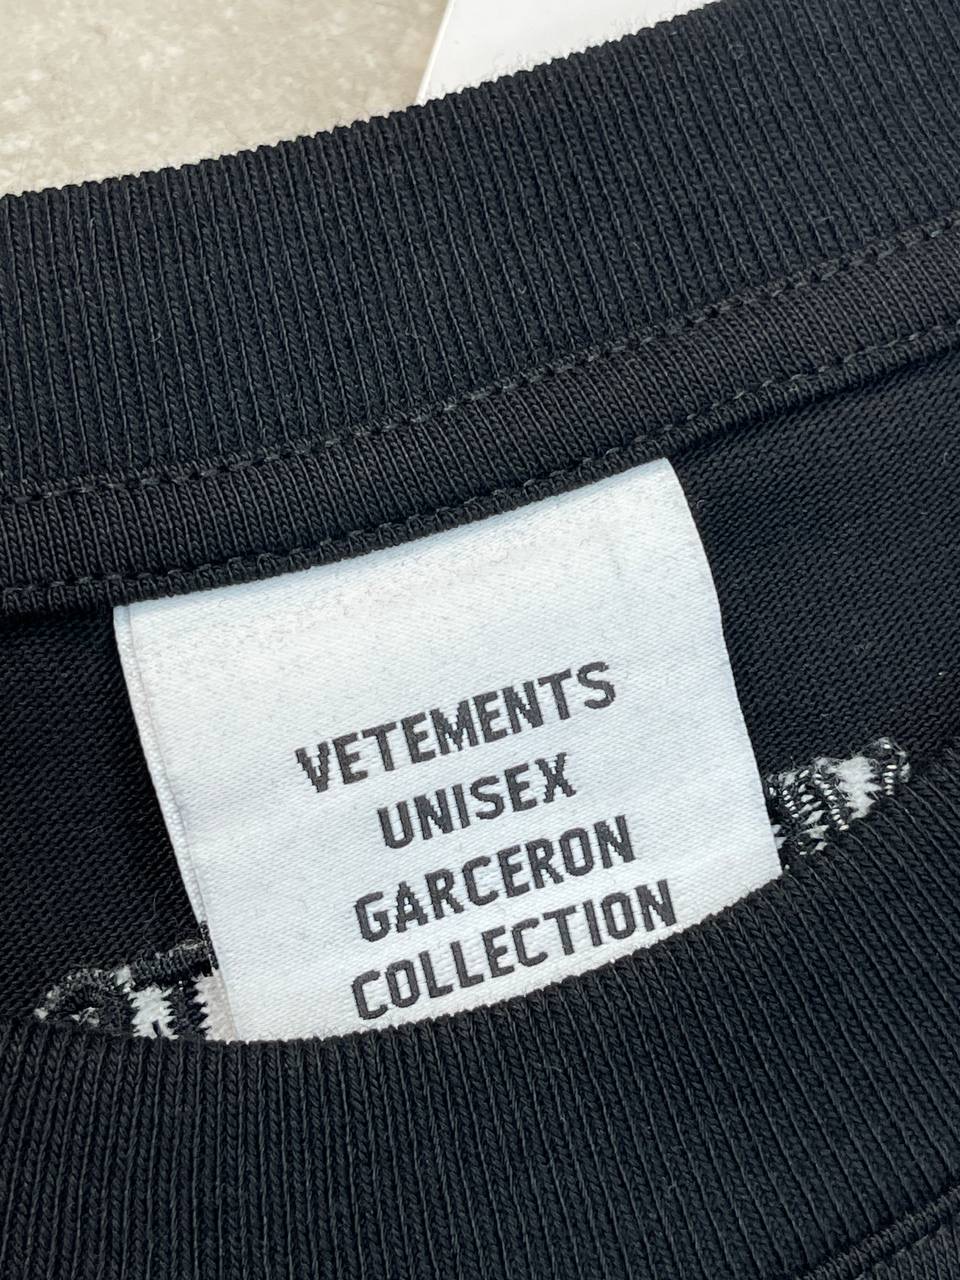 VETEMENTS
UNISEX
GARCERON
COLLECTION